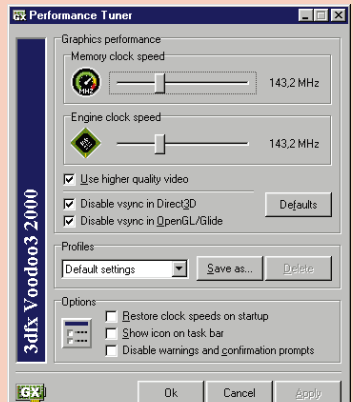 GX Performance Tuner
Graphics performance
Memory clock speed
MHz
143,2 MHz
Engine clock speed
143,2 MHz
Use higher quality video
Disable vsync in Direct3D
Disable vsync in OpenGL/Glide
Defaults
3dfx Voodoo3 2000
Profiles
Default settings
Save as...
Delete
Options
Restore clock speeds on startup
Show icon on task bar
Disable warnings and confirmation prompts
GX
Ok
Cancel
Apply